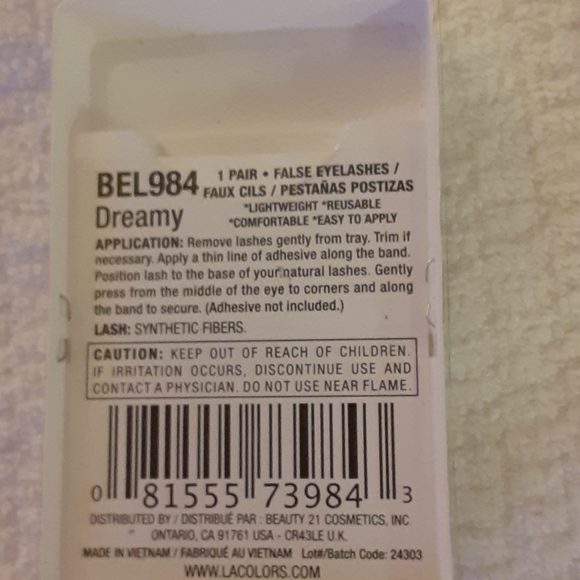 BEL984 1 PAIR • FALSE EYELASHES /
FAUX CILS / PESTAÑAS POSTIZAS
Dreamy *LIGHTWEIGHT *REUSABLE
*COMFORTABLE *EASY TO APPLY
APPLICATION: Remove lashes gently from tray. Trim if
necessary. Apply a thin line of adhesive along the band.
Position lash to the base of your natural lashes. Gently
press from the middle of the eye to corners and along
the band to secure. (Adhesive not included.)
LASH: SYNTHETIC FIBERS.
CAUTION: KEEP OUT OF REACH OF CHILDREN.
IF IRRITATION OCCURS, DISCONTINUE USE AND
CONTACT A PHYSICIAN. DO NOT USE NEAR FLAME.
0 81555 73984 3
DISTRIBUTED BY / DISTRIBUÉ PAR : BEAUTY 21 COSMETICS, INC.
ONTARIO, CA 91761 USA - CR43LE U.K.
MADE IN VIETNAM / FABRIQUÉ AU VIETNAM Lot#/Batch Code: 24303
WWW.LACOLORS.COM